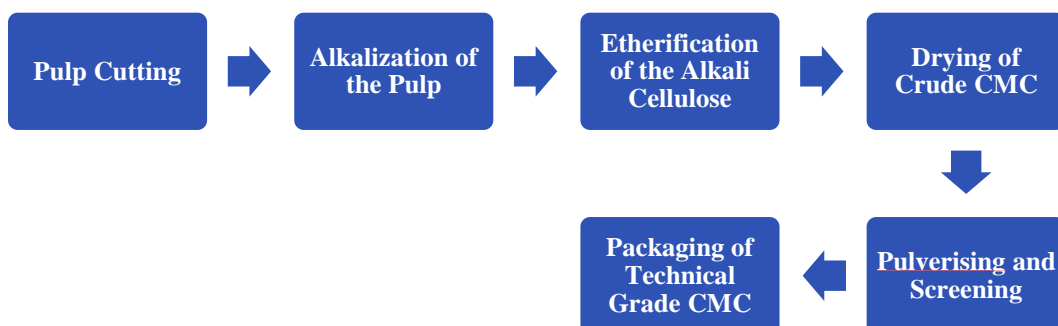 Pulp Cutting
Alkalization of
the Pulp
Etherification
of the Alkali
Cellulose
Drying of
Crude CMC
Pulverising and
Screening
Packaging of
Technical
Grade CMC